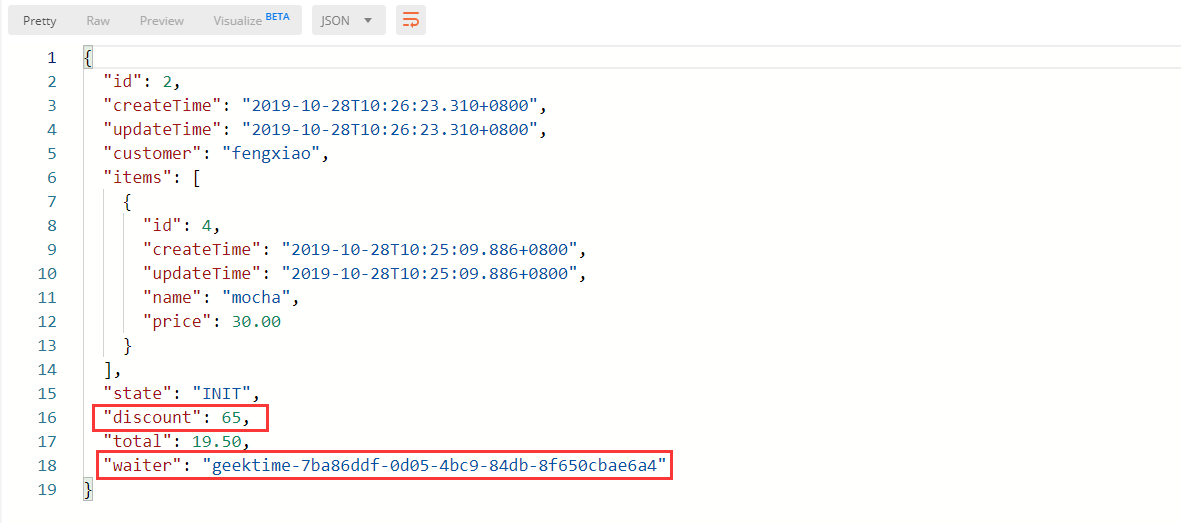 Pretty Raw Preview Visualize BETA JSON
1 {
2 "id": 2,
3 "createTime": "2019-10-28T10:26:23.310+0800",
4 "updateTime": "2019-10-28T10:26:23.310+0800",
5 "customer": "fengxiao",
6 "items": [
7 {
8 "id": 4,
9 "createTime": "2019-10-28T10:25:09.886+0800",
10 "updateTime": "2019-10-28T10:25:09.886+0800",
11 "name": "mocha",
12 "price": 30.00
13 }
14 ],
15 "state": "INIT",
16 "discount": 65,
17 "total": 19.50,
18 "waiter": "geektime-7ba86ddf-0d05-4bc9-84db-8f650cbae6a4"
19 }